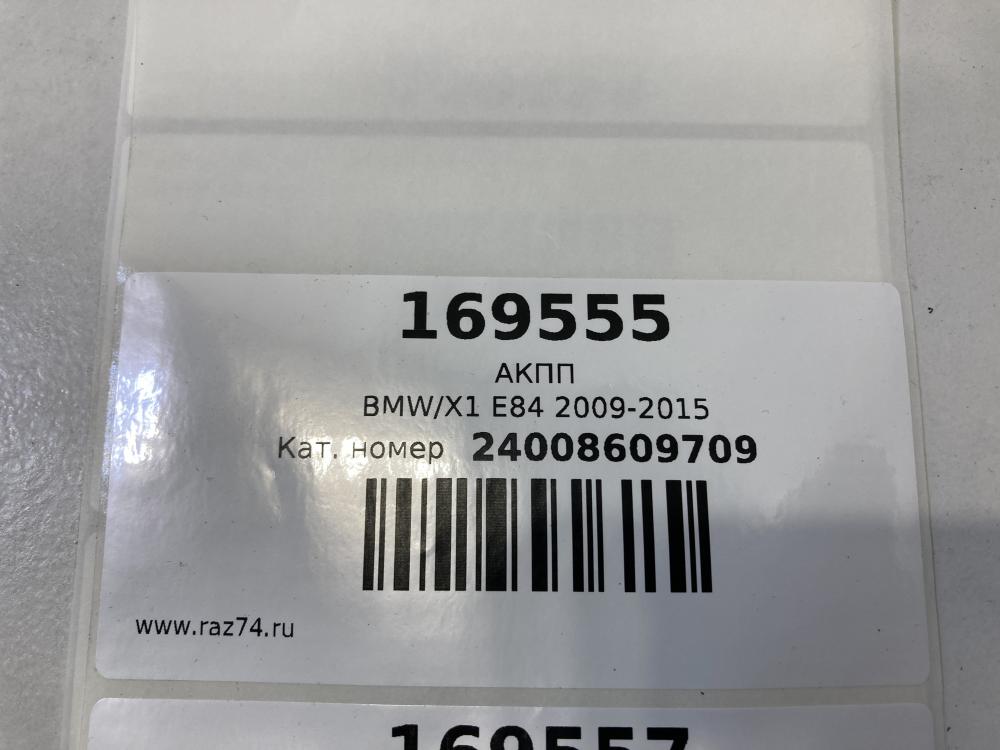 169555
АКПП
BMW/X1 E84 2009-2015
Кат. номер 24008609709
www.raz74.ru
169557